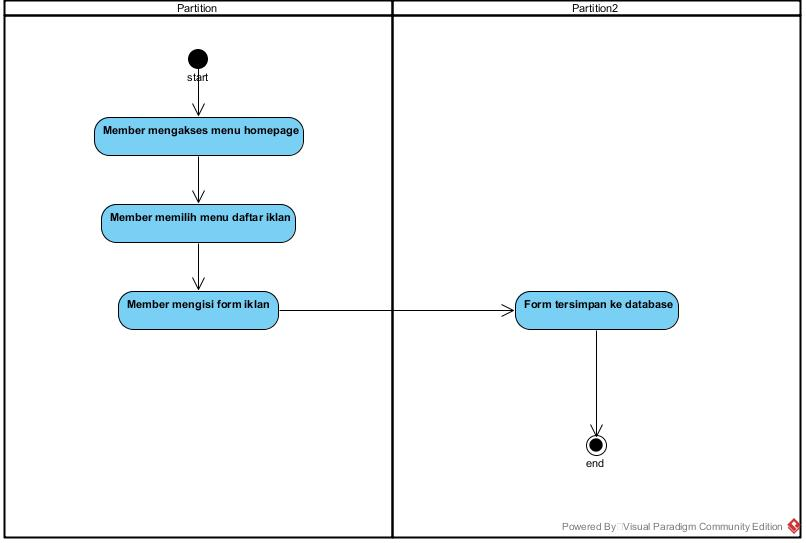 Partition
Partition2
start
Member mengakses menu homepage
Member memilih menu daftar iklan
Member mengisi form iklan
Form tersimpan ke database
end
Powered By Visual Paradigm Community Edition